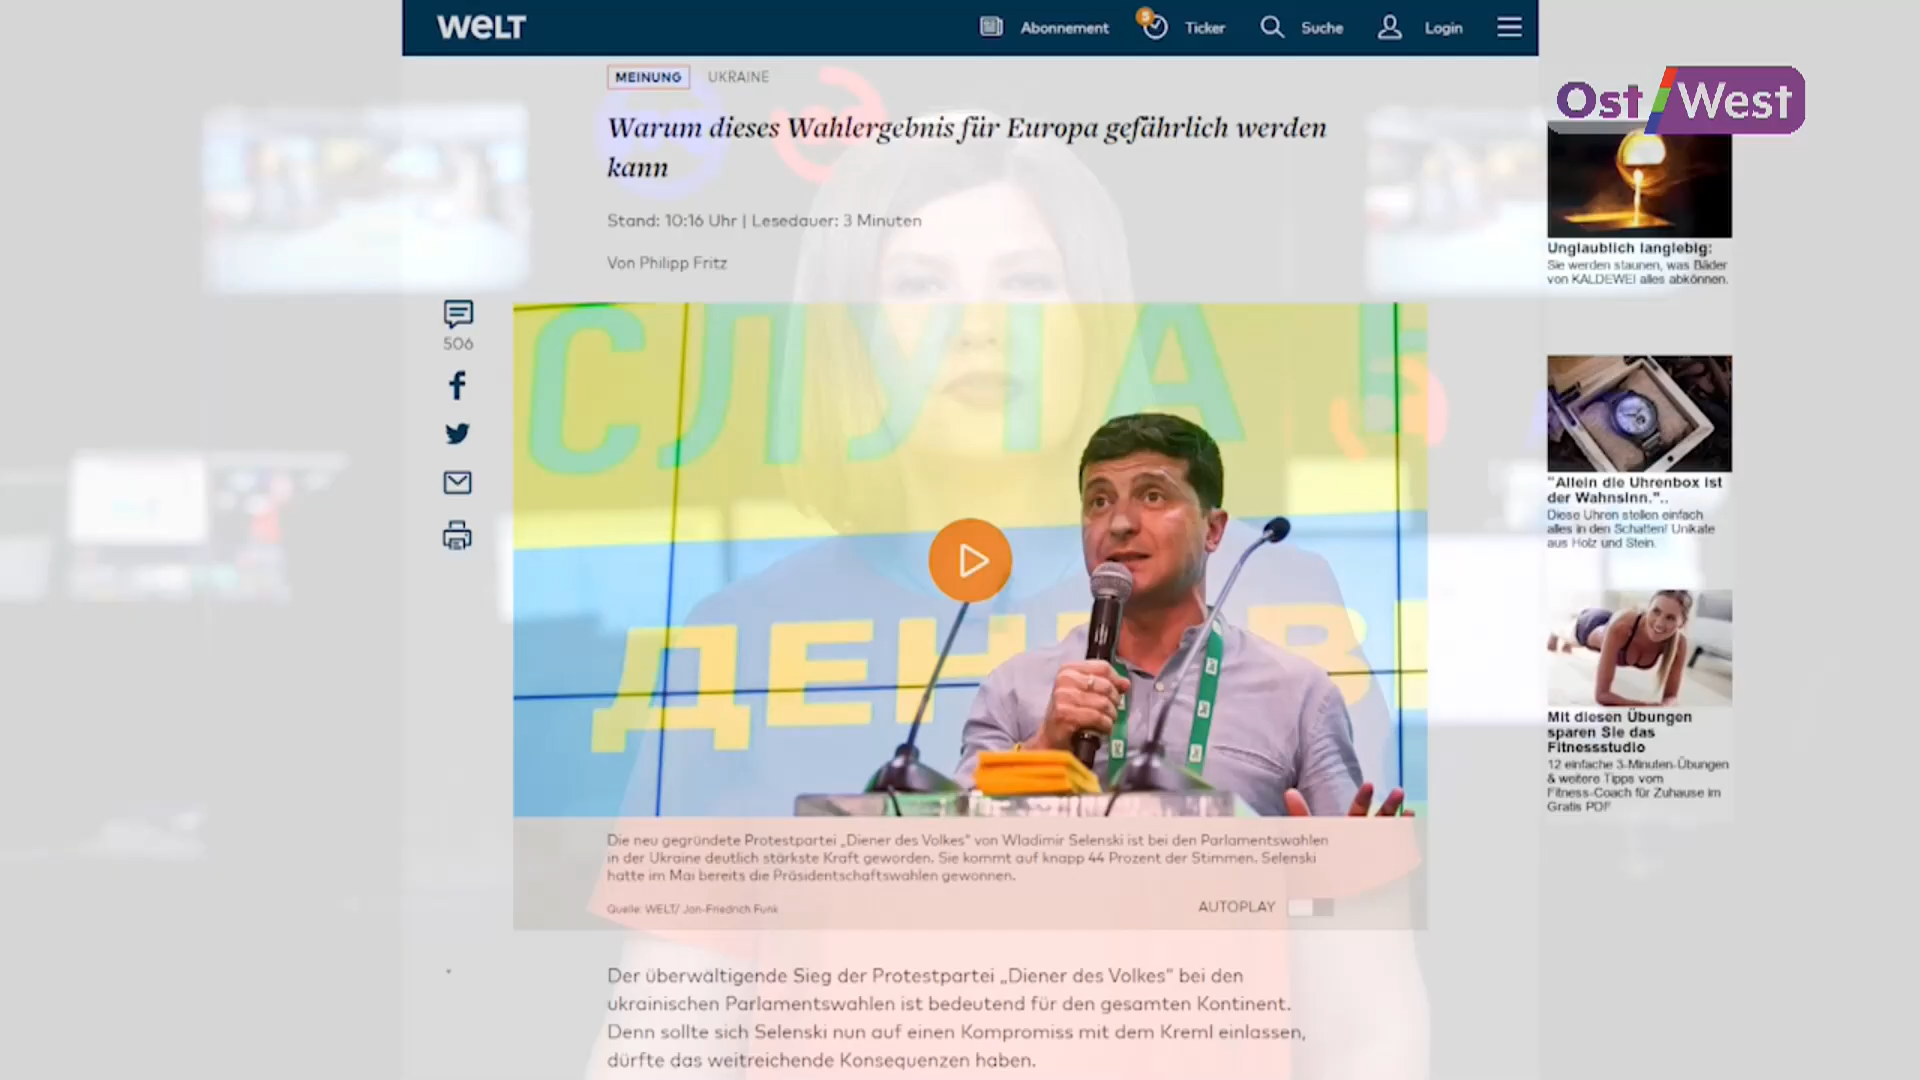 WELT
Abonnement
5
Ticker
Suche
Login
Ost/West
MEINUNG UKRAINE
Warum dieses Wahlergebnis für Europa gefährlich werden
kann
Stand: 10:16 Uhr | Lesedauer: 3 Minuten
Von Philipp Fritz
506
СЛУГА
ДЕН
AUTOPLAY
Die neu gegründete Protestpartei „Diener des Volkes" von Wladimir Selenski ist bei den Parlamentswahlen
in der Ukraine deutlich stärkste Kraft geworden. Sie kommt auf knapp 44 Prozent der Stimmen. Selenski
hatte im Mai bereits die Präsidentschaftswahlen gewonnen.
Quelle: WELT/ Jan-Friedrich Funk
Der überwältigende Sieg der Protestpartei „Diener des Volkes" bei den
ukrainischen Parlamentswahlen ist bedeutend für den gesamten Kontinent.
Denn sollte sich Selenski nun auf einen Kompromiss mit dem Kreml einlassen,
dürfte das weitreichende Konsequenzen haben.
Unglaublich langlebig:
Sie werden staunen, was Bäder
von KALDEWEI alles abkönnen.
"Allein die Uhrenbox ist
der Wahnsinn."..
Diese Uhren stellen einfach
alles in den Schatten! Unikate
aus Holz und Stein.
Mit diesen Übungen
sparen Sie das
Fitnessstudio
12 einfache 3-Minuten-Übungen
& weitere Tipps vom
Fitness-Coach für Zuhause im
Gratis PDF